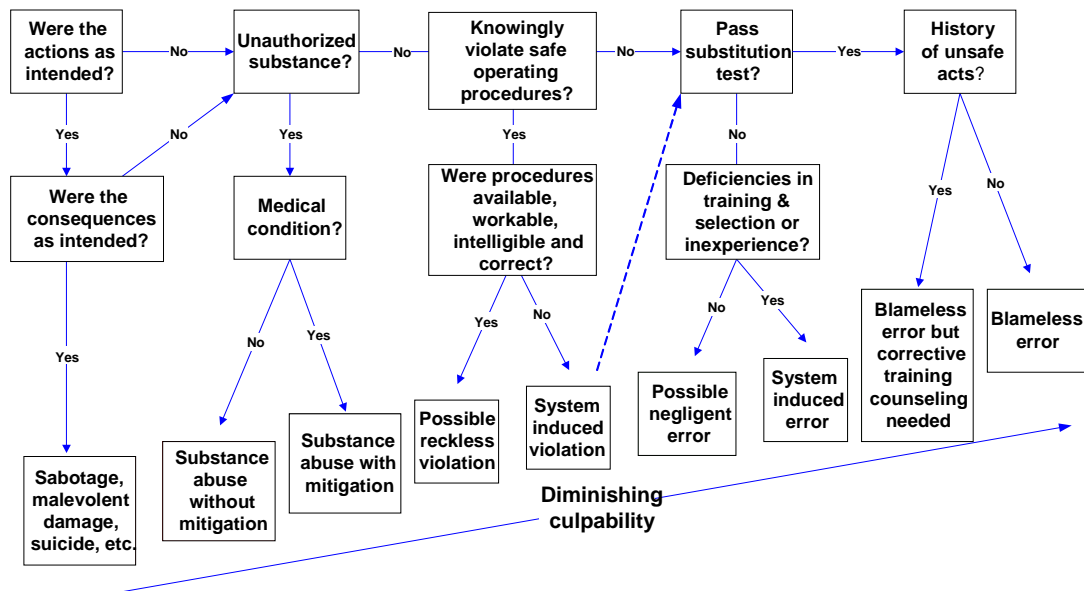 Were the
actions as
intended?
No
Unauthorized
substance?
No
Knowingly
violate safe
operating
procedures?
No
Pass
substitution
test?
Yes
History
of unsafe
acts?
Yes
No
Yes
Yes
No
Were the
consequences
as intended?
Medical
condition?
Were procedures
available,
workable,
intelligible and
correct?
Deficiencies in
training &
selection or
inexperience?
Yes
No
Yes
No
Yes
Yes
No
No
Yes
Sabotage,
malevolent
damage,
suicide, etc.
Substance
abuse
without
mitigation
Substance
abuse with
mitigation
Possible
reckless
violation
System
induced
violation
Possible
negligent
error
System
induced
error
Blameless
error but
corrective
training
counseling
needed
Blameless
error
Diminishing
culpability